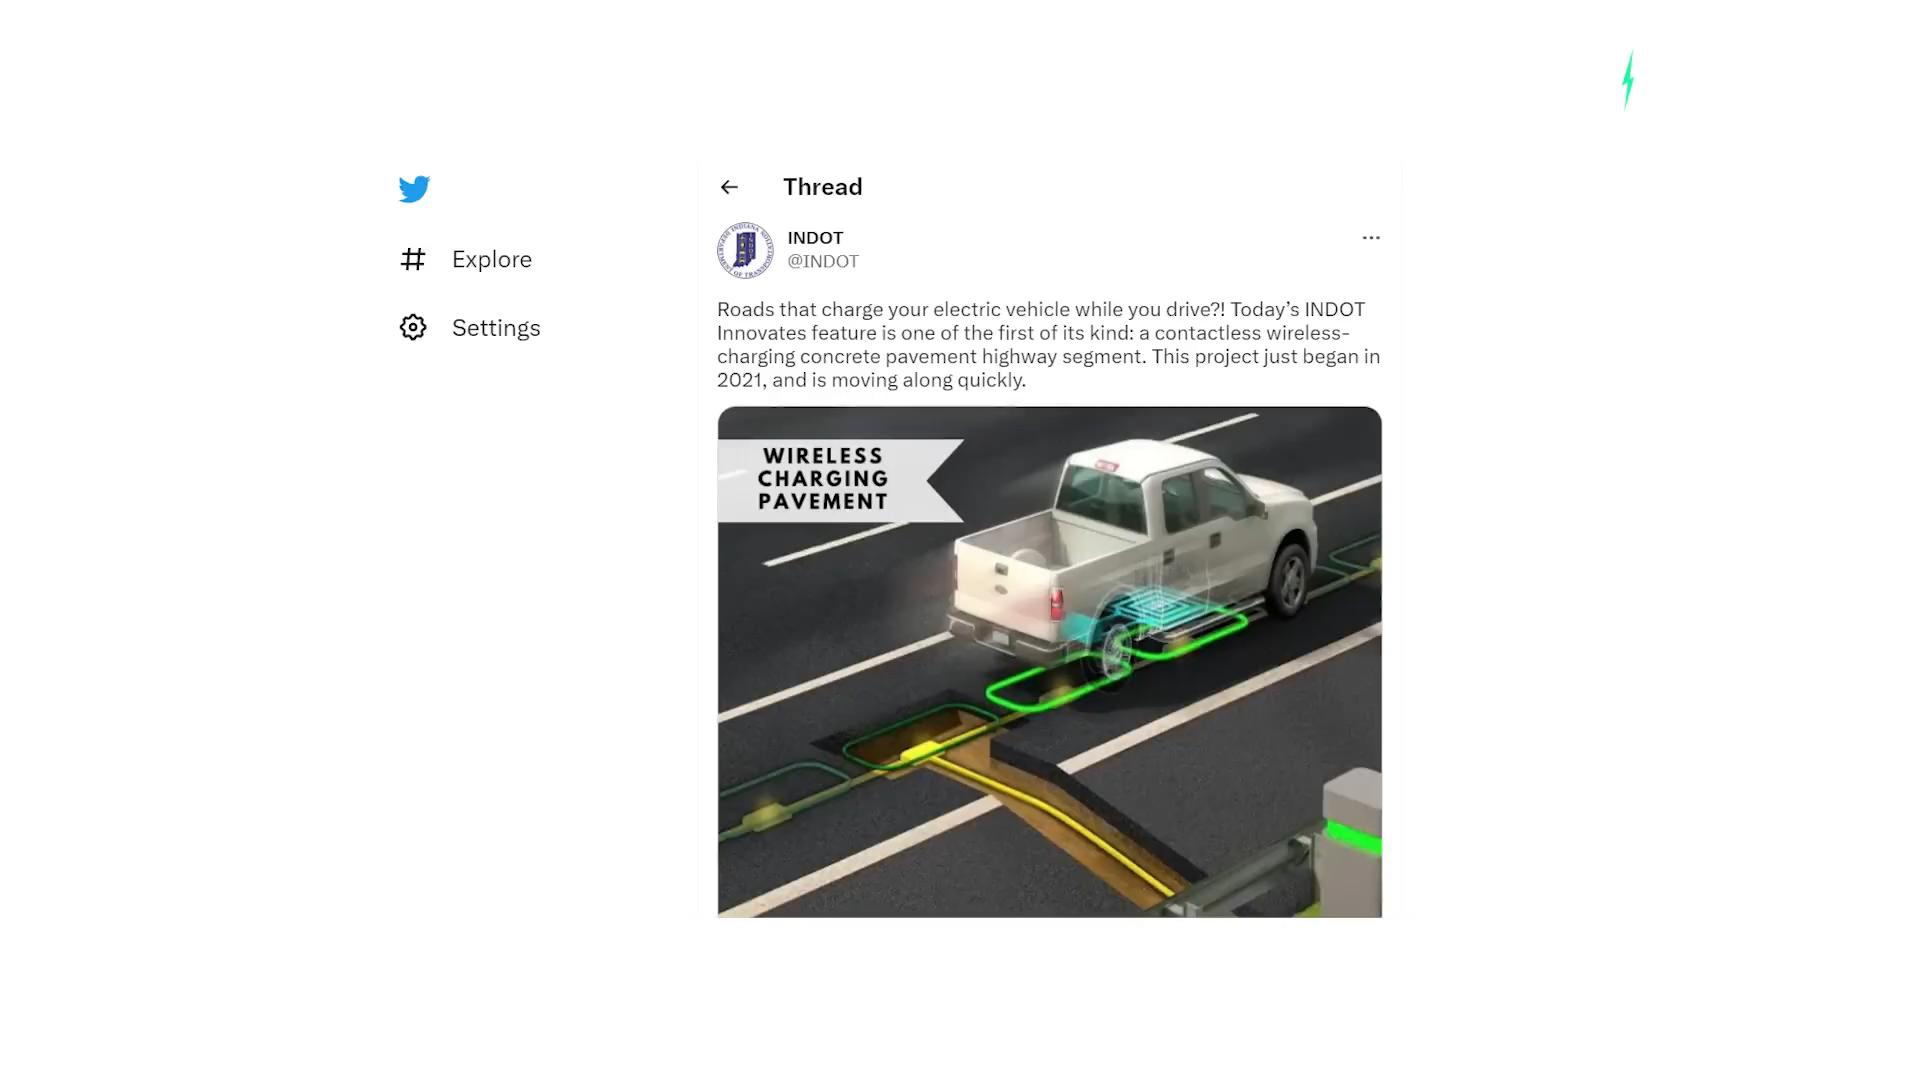 Thread
INDOT
@INDOT
Explore
Settings
Roads that charge your electric vehicle while you drive?! Today’s INDOT
Innovates feature is one of the first of its kind: a contactless wireless-
charging concrete pavement highway segment. This project just began in
2021, and is moving along quickly.
WIRELESS
CHARGING
PAVEMENT